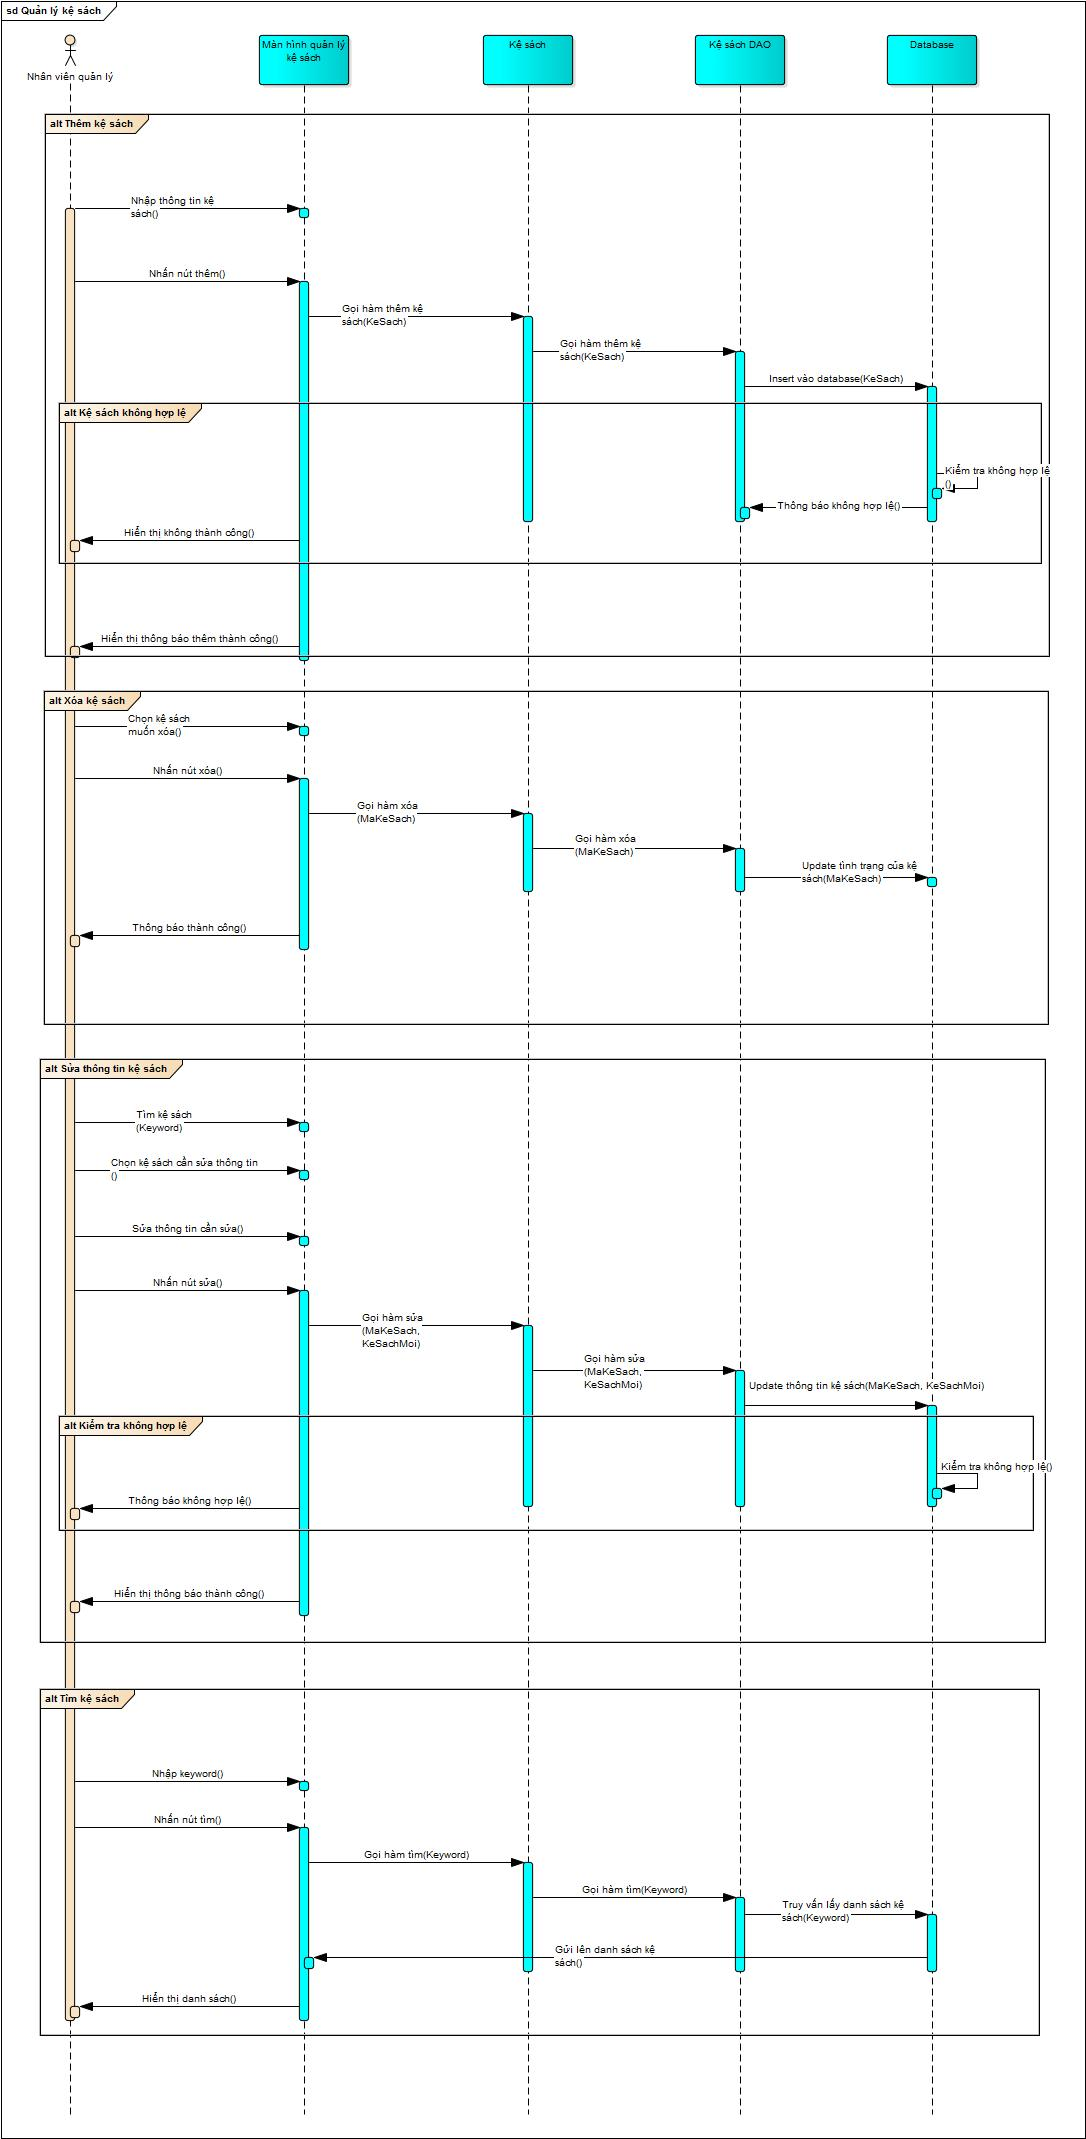 sd Quản lý kệ sách
Nhân viên quản lý
Màn hình quản lý
kệ sách
Kệ sách
Kệ sách DAO
Database
alt Thêm kệ sách
Nhập thông tin kệ
sách()
Nhấn nút thêm()
Gọi hàm thêm kệ
sách(KeSach)
Gọi hàm thêm kệ
sách(KeSach)
Insert vào database(KeSach)
alt Kệ sách không hợp lệ
Kiểm tra không hợp lệ
()
Thông báo không hợp lệ()
Hiển thị không thành công()
Hiển thị thông báo thêm thành công()
alt Xóa kệ sách
Chọn kệ sách
muốn xóa()
Nhấn nút xóa()
Gọi hàm xóa
(MaKeSach)
Gọi hàm xóa
(MaKeSach)
Update tình trạng của kệ
sách(MaKeSach)
Thông báo thành công()
alt Sửa thông tin kệ sách
Tìm kệ sách
(Keyword)
Chọn kệ sách cần sửa thông tin
()
Sửa thông tin cần sửa()
Nhấn nút sửa()
Gọi hàm sửa
(MaKeSach,
KeSachMoi)
Gọi hàm sửa
(MaKeSach,
KeSachMoi)
Update thông tin kệ sách(MaKeSach, KeSachMoi)
alt Kiểm tra không hợp lệ
Kiểm tra không hợp lệ()
Thông báo không hợp lệ()
Hiển thị thông báo thành công()
alt Tìm kệ sách
Nhập keyword()
Nhấn nút tìm()
Gọi hàm tìm(Keyword)
Gọi hàm tìm(Keyword)
Truy vấn lấy danh sách kệ
sách(Keyword)
Gửi lên danh sách kệ
sách()
Hiển thị danh sách()